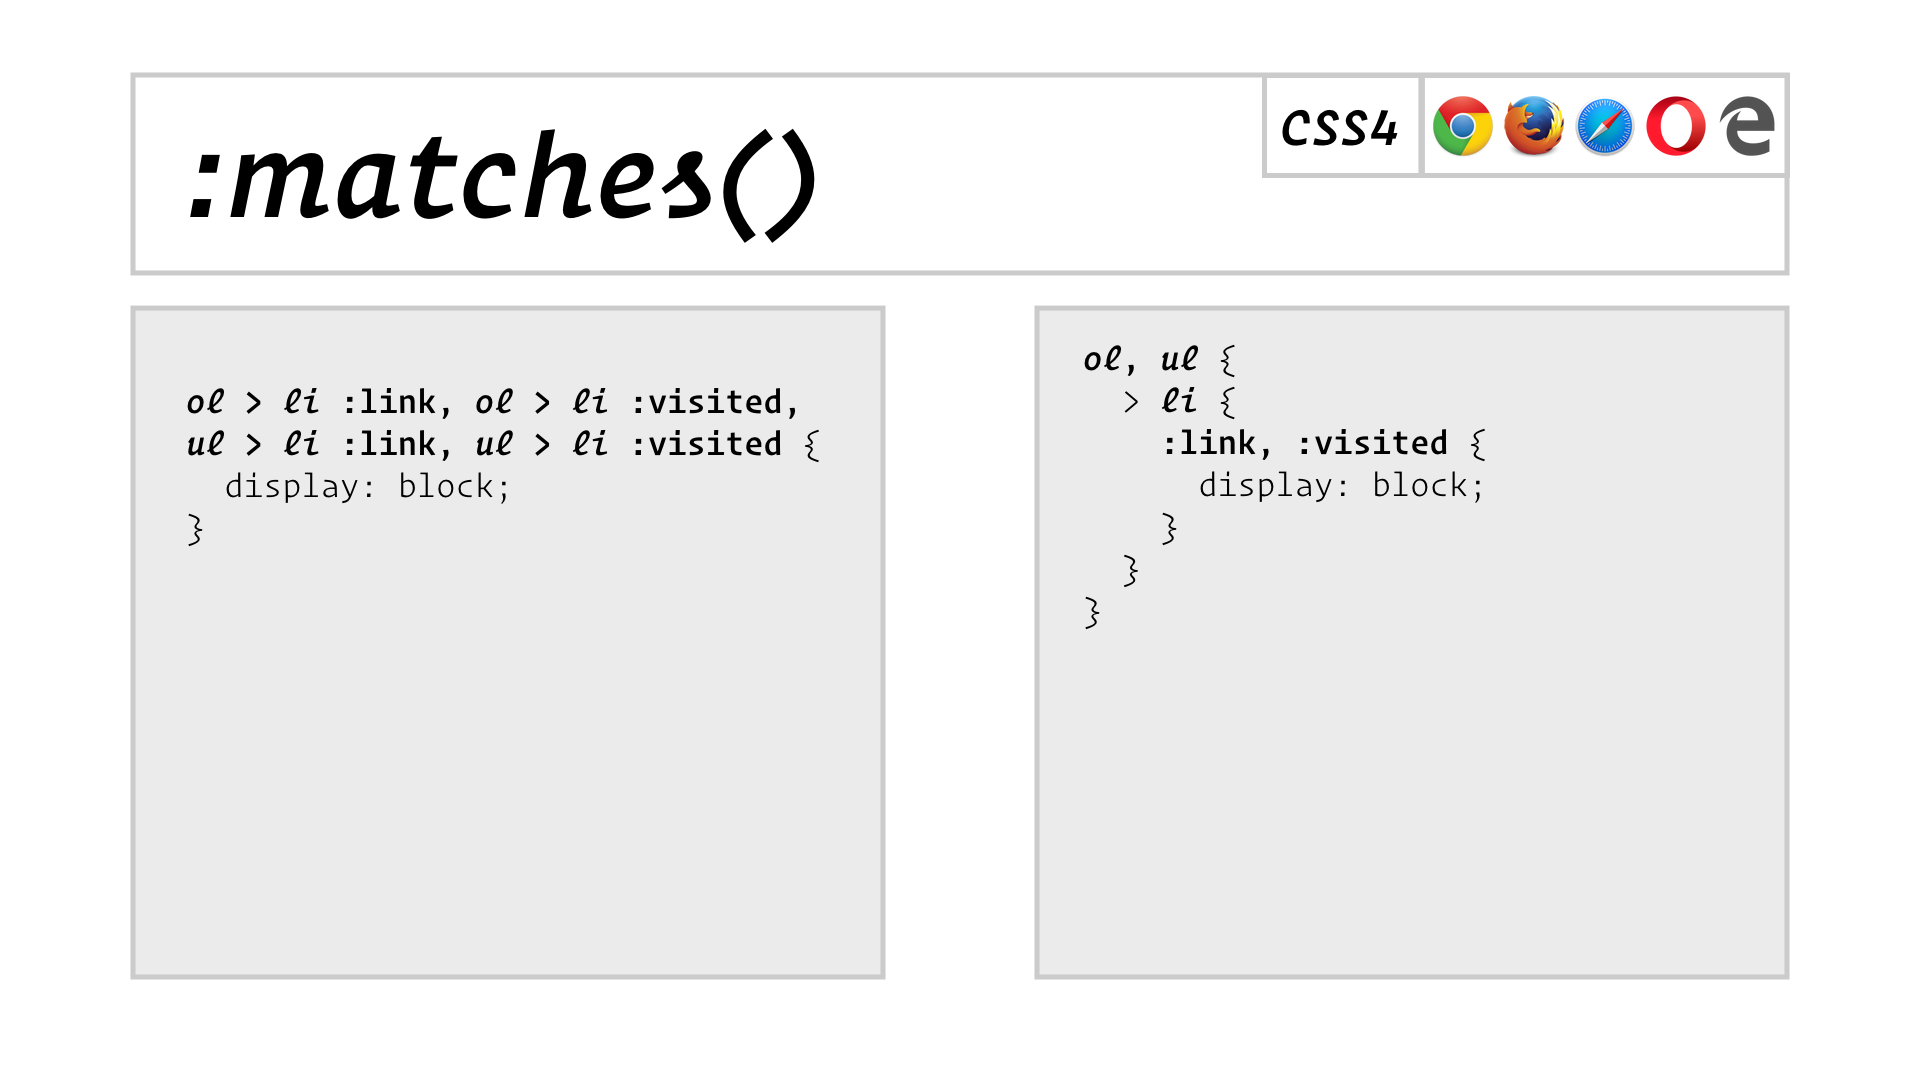 :matches()
CSS4
ol > li :link, ol > li :visited,
ul > li :link, ul > li :visited {
  display: block;
}
ol, ul {
  > li {
    :link, :visited {
      display: block;
    }
  }
}